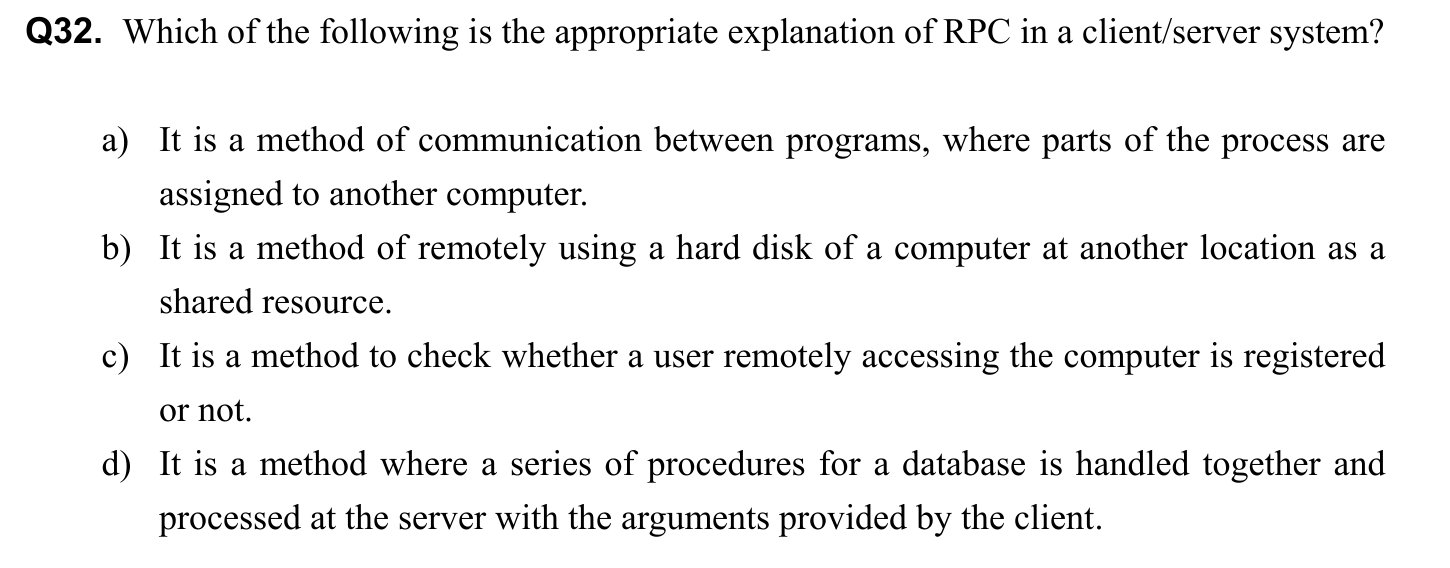 Q32. Which of the following is the appropriate explanation of RPC in a client/server system?
a) It is a method of communication between programs, where parts of the process are
assigned to another computer.
b) It is a method of remotely using a hard disk of a computer at another location as a
shared resource.
c) It is a method to check whether a user remotely accessing the computer is registered
or not.
d) It is a method where a series of procedures for a database is handled together and
processed at the server with the arguments provided by the client.